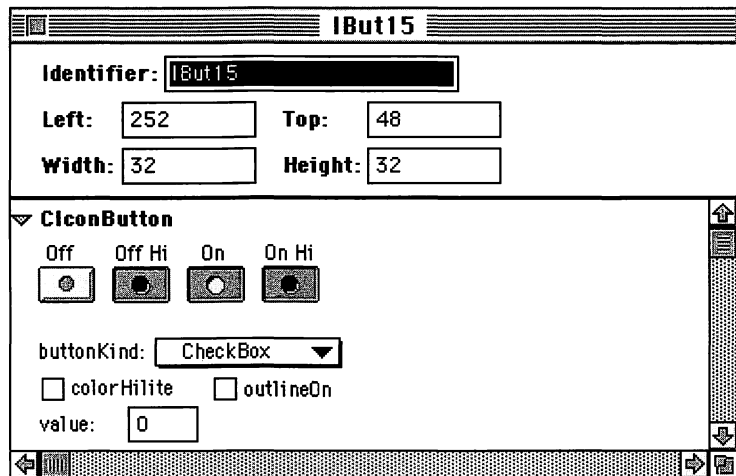 IBut15
Identifier: IBut15
Left: 252 Top: 48
Width: 32 Height: 32
CIconButton
Off Off Hi On On Hi
buttonKind: CheckBox
colorHilite outlineOn
value: 0